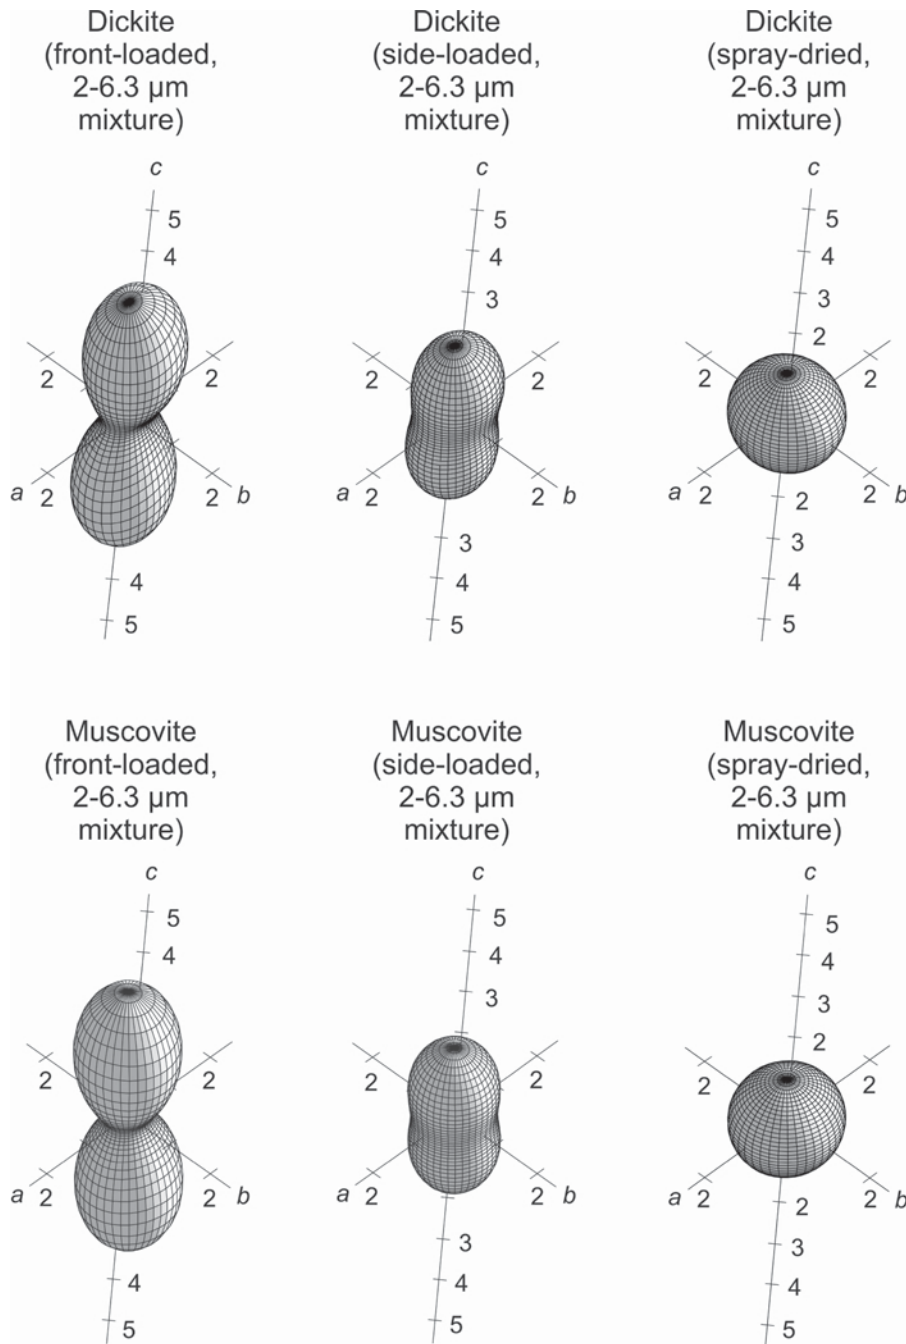 Dickite
(front-loaded,
2-6.3 µm
mixture)
Dickite
(side-loaded,
2-6.3 µm
mixture)
Dickite
(spray-dried,
2-6.3 µm
mixture)
c
5
4
2
2
a
2
2
b
4
5
c
5
4
3
2
2
a
2
2
b
3
4
5
c
5
4
3
2
2
2
a
2
2
b
2
3
4
5
Muscovite
(front-loaded,
2-6.3 µm
mixture)
Muscovite
(side-loaded,
2-6.3 µm
mixture)
Muscovite
(spray-dried,
2-6.3 µm
mixture)
c
5
4
2
2
a
2
2
b
4
5
c
5
4
3
2
2
a
2
2
b
3
4
5
c
5
4
3
2
2
2
a
2
2
b
2
3
4
5